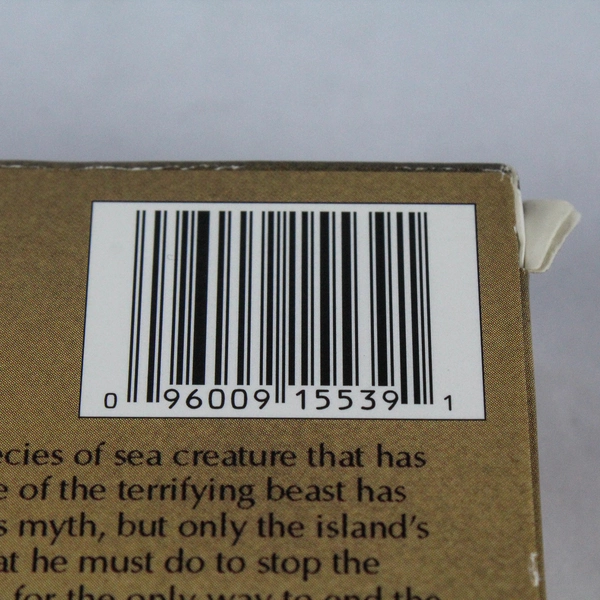 0 96009 15539 1
ecies of sea creature that has
e of the terrifying beast has
s myth, but only the island's
at he must do to stop the
for the only way to end the